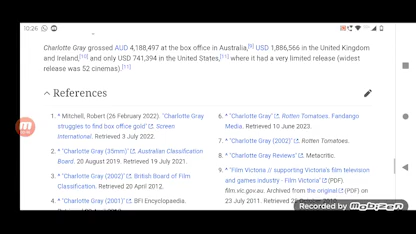 10:26
Charlotte Gray grossed AUD 4,188,497 at the box office in Australia,[9] USD 1,886,566 in the United Kingdom
and Ireland,[10] and only USD 741,394 in the United States,[11] where it had a very limited release (widest
release was 52 cinemas).[11]
References
1. ^ Mitchell, Robert (26 February 2022). "Charlotte Gray
struggles to find box office gold". Screen
International. Retrieved 3 July 2022.
2. ^ "Charlotte Gray (35mm)". Australian Classification
Board. 20 August 2019. Retrieved 19 July 2021.
3. ^ "Charlotte Gray (2002)". British Board of Film
Classification. Retrieved 20 April 2012.
4. ^ "Charlotte Gray (2001)". BFI Encyclopaedia.
6. ^ "Charlotte Gray". Rotten Tomatoes. Fandango
Media. Retrieved 10 June 2023.
7. ^ "Charlotte Gray (2002)". Rotten Tomatoes.
8. ^ "Charlotte Gray Reviews". Metacritic.
9. ^ "Film Victoria // supporting Victoria's film television
and games industry - Film Victoria" (PDF)
film.vic.gov.au. Archived from the original (PDF) on
23 July 2011. Retrieved
Recorded by Mobizen